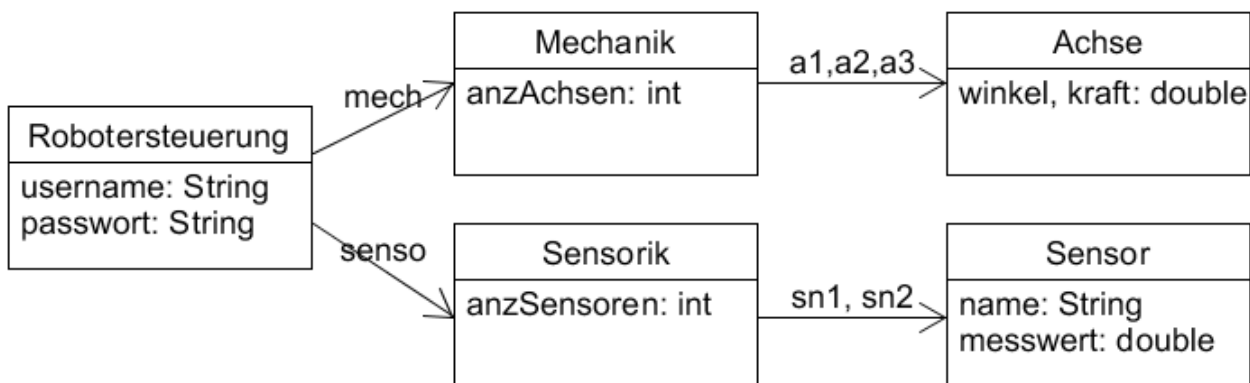 Robotersteuerung
username: String
passwort: String
mech
senso
Mechanik
anzAchsen: int
a1,a2,a3
Achse
winkel, kraft: double
Sensorik
anzSensoren: int
sn1, sn2
Sensor
name: String
messwert: double